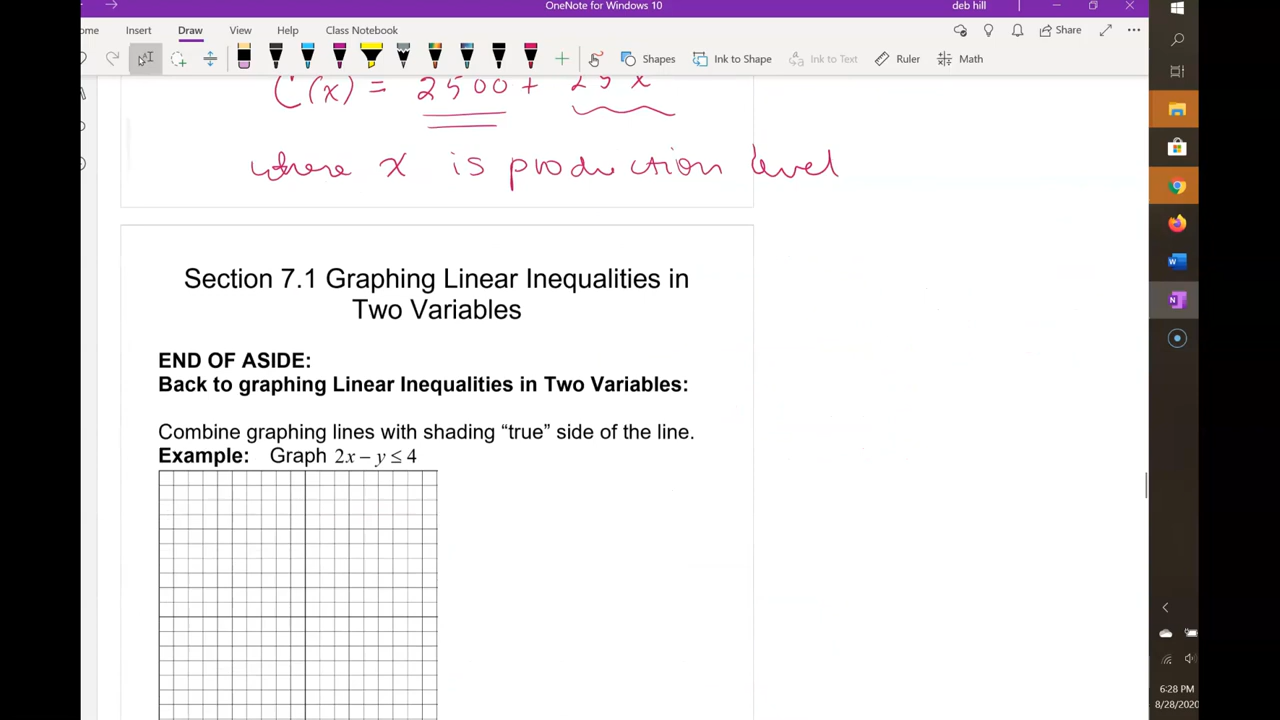 OneNote for Windows 10
deb hill
Insert
Draw
View
Help
Class Notebook
Share
Shapes
Ink to Shape
Ink to Text
Ruler
Math
C(x) = 2500 + 25 x
where x is production level
Section 7.1 Graphing Linear Inequalities in
Two Variables
END OF ASIDE:
Back to graphing Linear Inequalities in Two Variables:
Combine graphing lines with shading “true” side of the line.
Example: Graph 2x – y ≤ 4
6:28 PM
8/28/2020